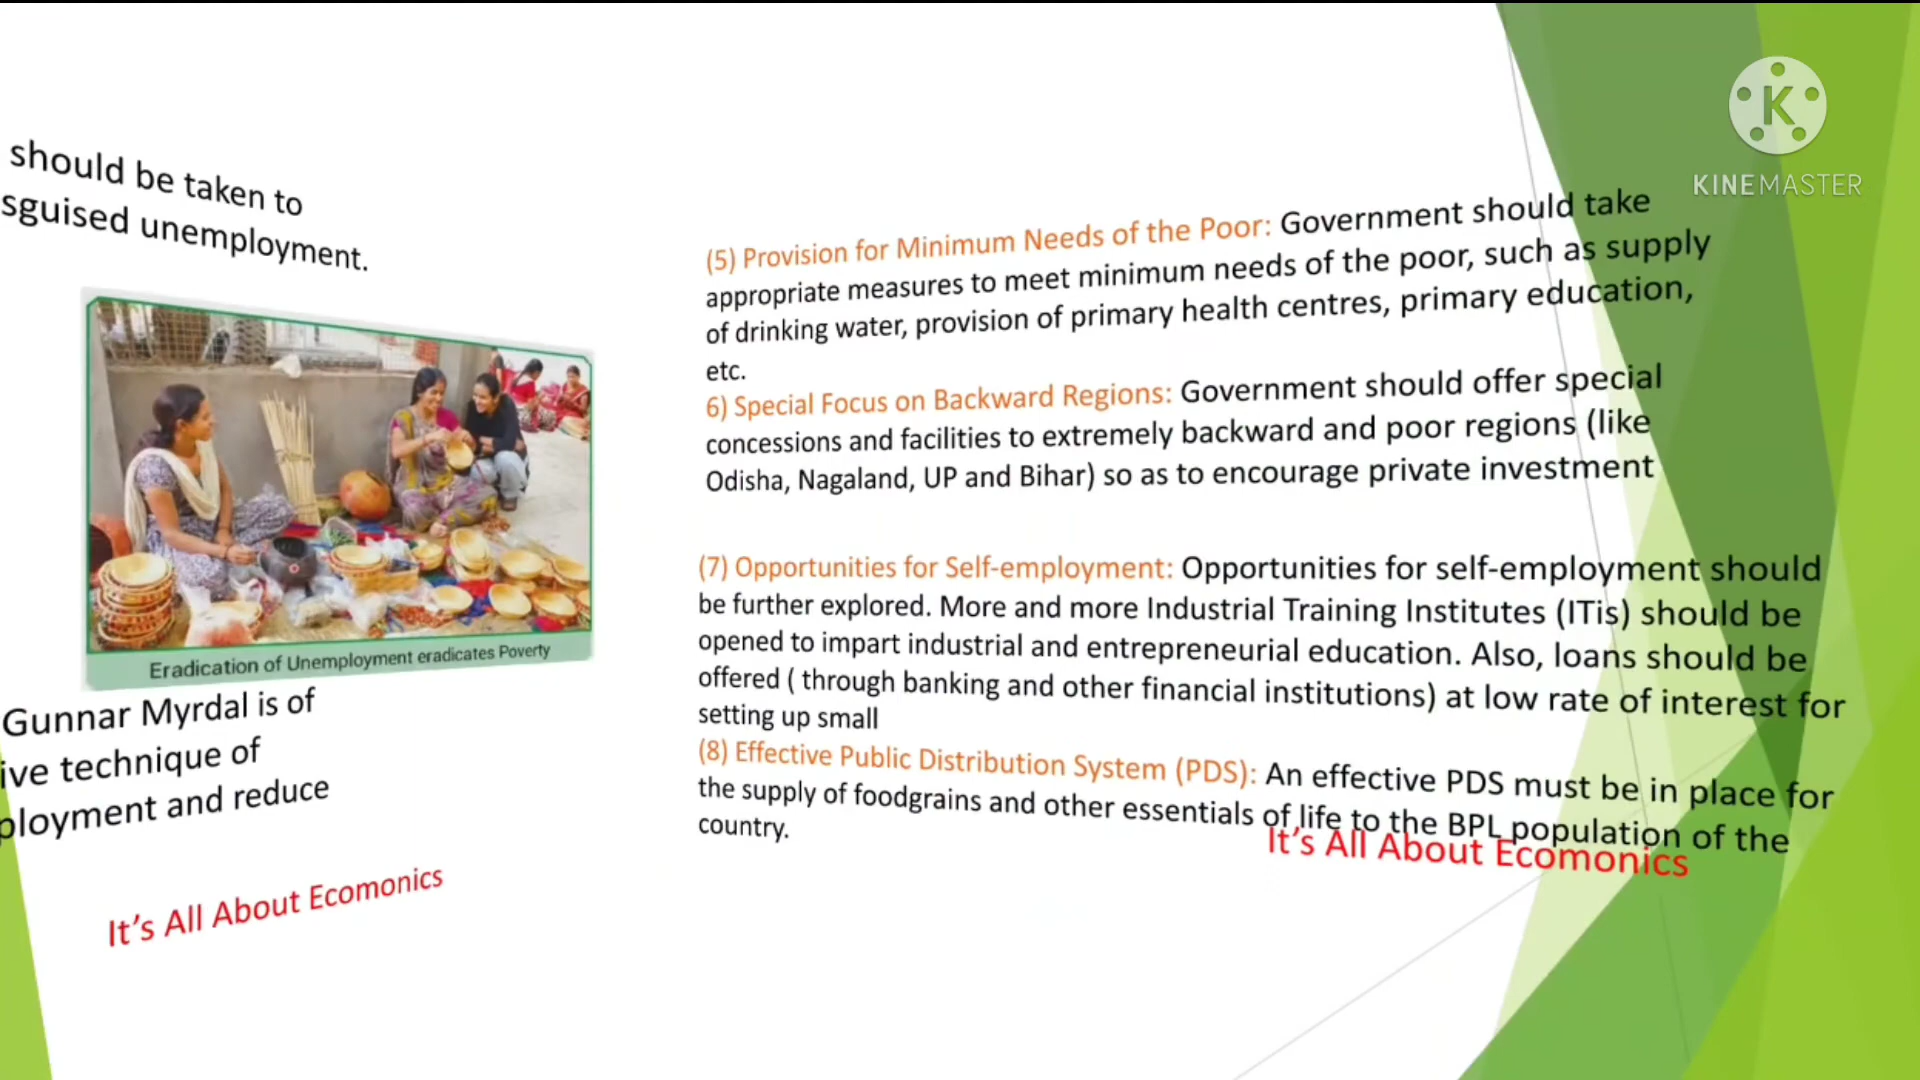 should be taken to
sguised unemployment.
Eradication of Unemployment eradicates Poverty
Gunnar Myrdal is of
ive technique of
ployment and reduce
It's All About Ecomonics
(5) Provision for Minimum Needs of the Poor: Government should take
appropriate measures to meet minimum needs of the poor, such as supply
of drinking water, provision of primary health centres, primary education,
etc.
6) Special Focus on Backward Regions: Government should offer special
concessions and facilities to extremely backward and poor regions (like
Odisha, Nagaland, UP and Bihar) so as to encourage private investment
(7) Opportunities for Self-employment: Opportunities for self-employment should
be further explored. More and more Industrial Training Institutes (ITis) should be
opened to impart industrial and entrepreneurial education. Also, loans should be
offered ( through banking and other financial institutions) at low rate of interest for
setting up small
(8) Effective Public Distribution System (PDS): An effective PDS must be in place for
the supply of foodgrains and other essentials of life to the BPL population of the
country.
It's All About Ecomonics
K
KINEMASTER